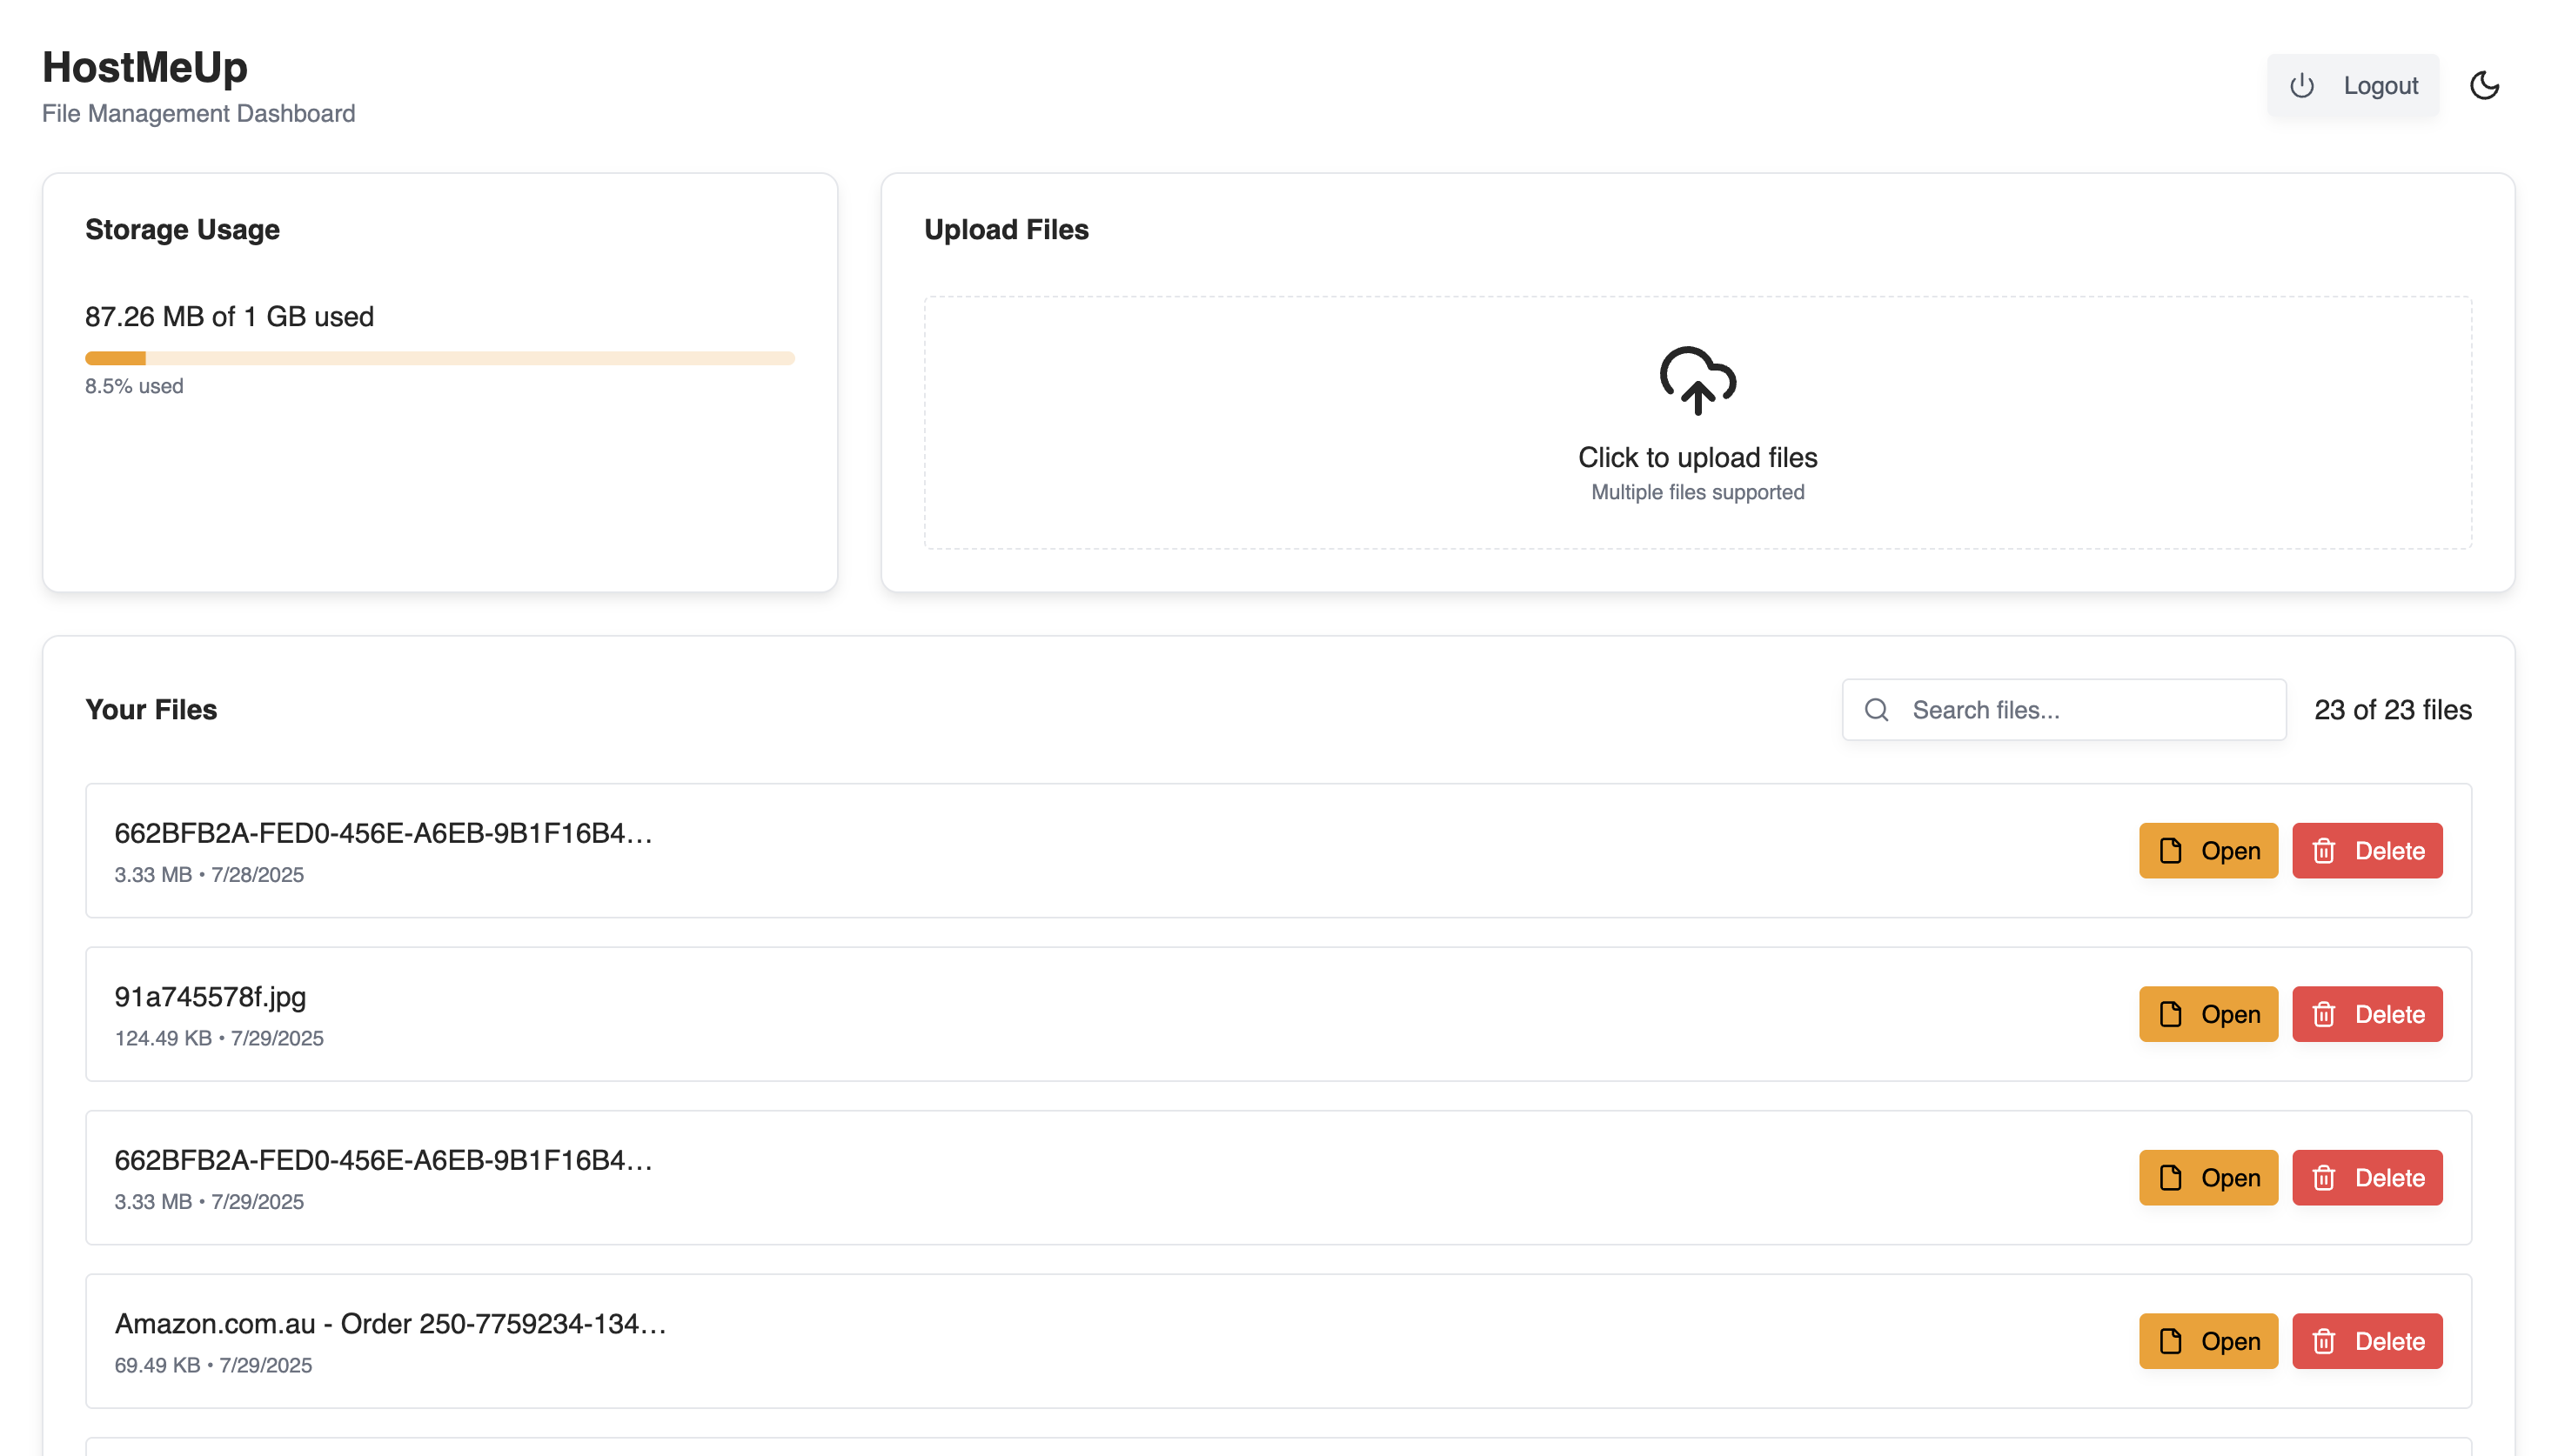 HostMeUp
File Management Dashboard
Logout
Storage Usage
87.26 MB of 1 GB used
8.5% used
Upload Files
Click to upload files
Multiple files supported
Your Files
Search files...
23 of 23 files
662BFB2A-FED0-456E-A6EB-9B1F16B4…
3.33 MB • 7/28/2025
Open
Delete
91a745578f.jpg
124.49 KB • 7/29/2025
Open
Delete
662BFB2A-FED0-456E-A6EB-9B1F16B4…
3.33 MB • 7/29/2025
Open
Delete
Amazon.com.au - Order 250-7759234-134…
69.49 KB • 7/29/2025
Open
Delete